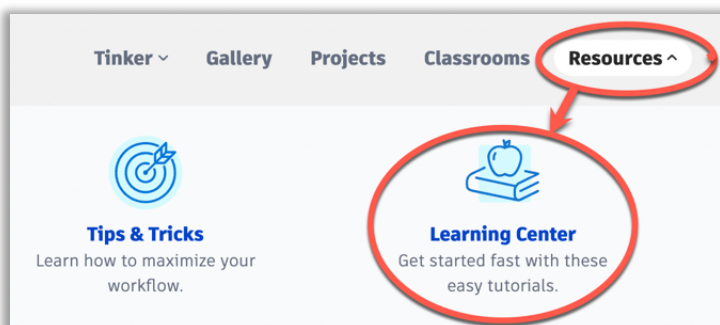 Tinker Gallery Projects Classrooms Resources
Tips & Tricks
Learn how to maximize your
workflow.
Learning Center
Get started fast with these
easy tutorials.